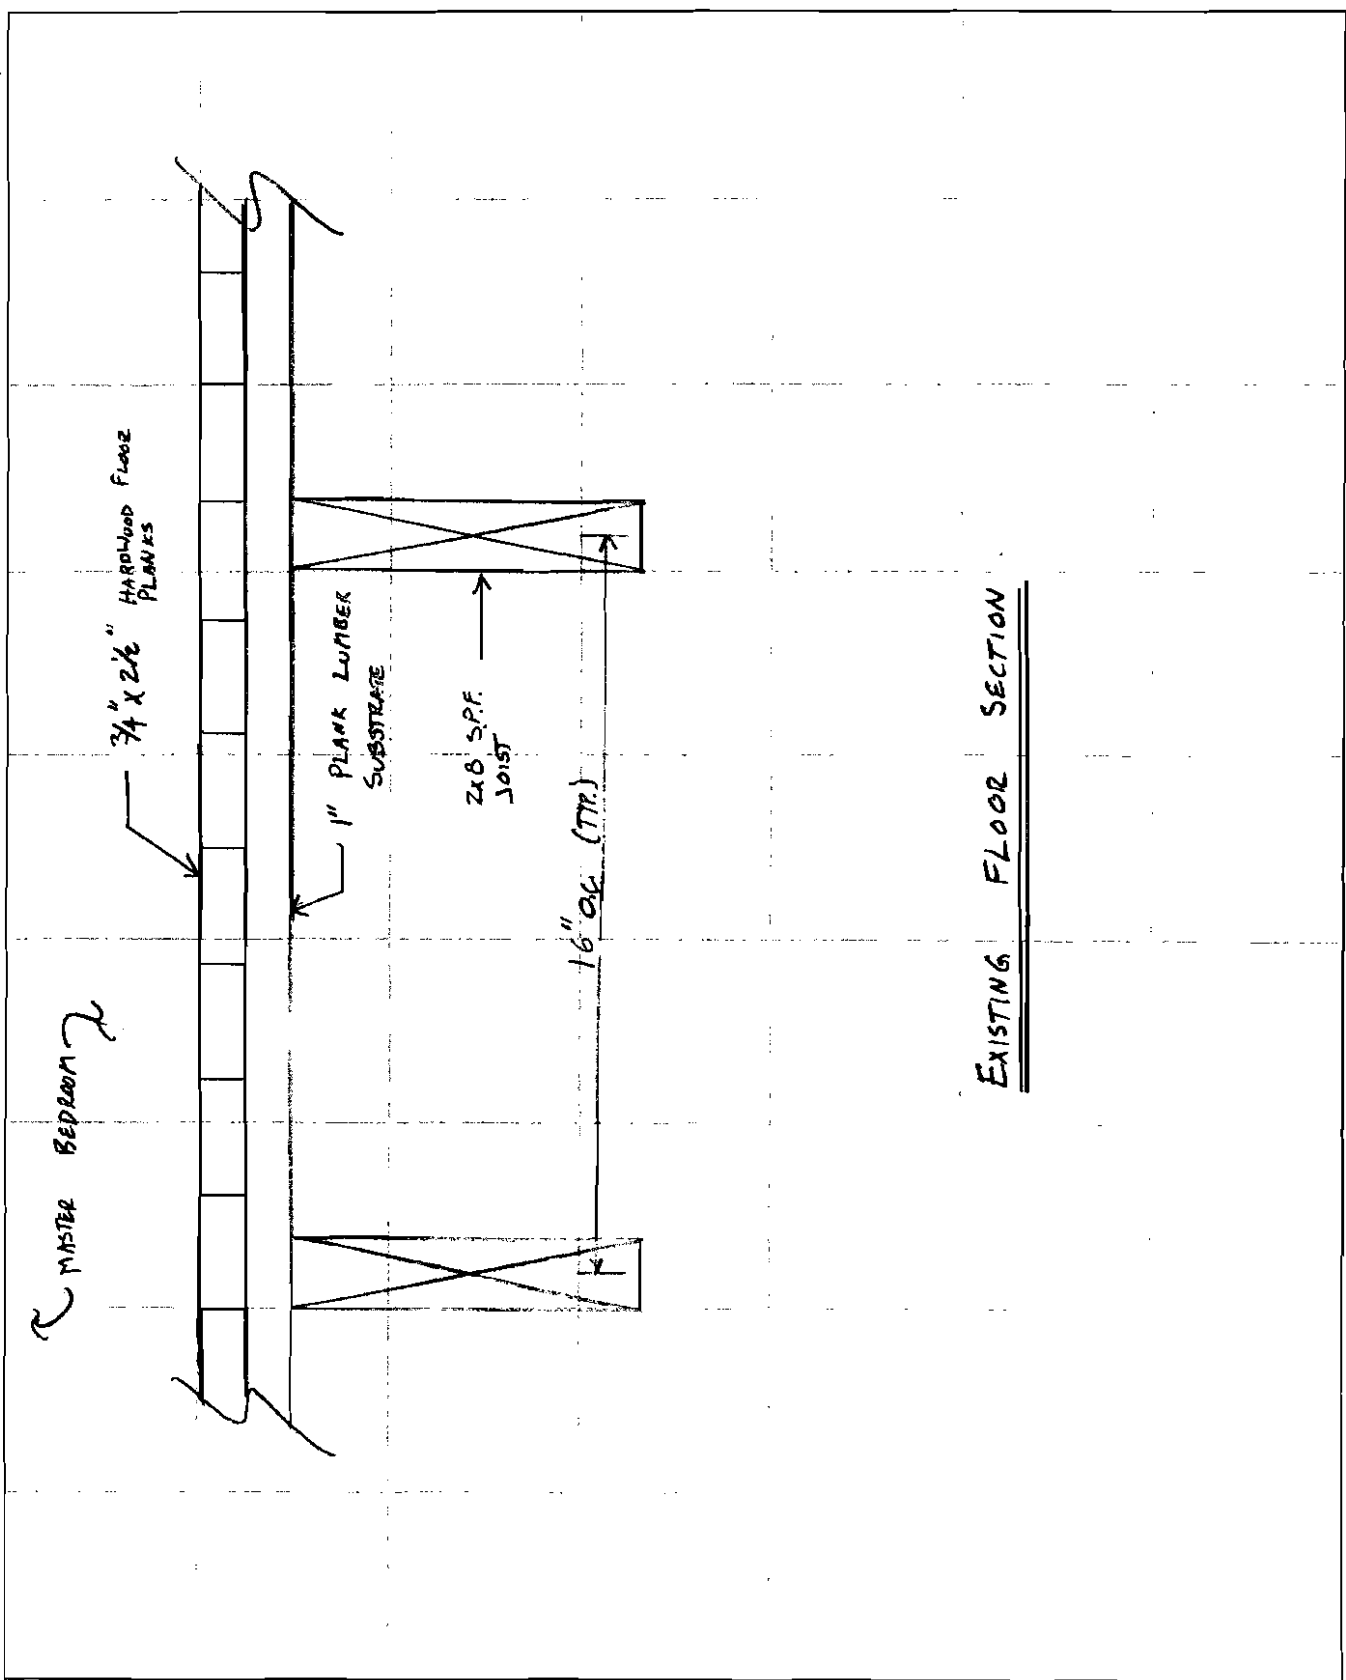 MASTER BEDROOM
3/4" X 2 1/2" HARDWOOD FLOOR
PLANKS
1" PLANK LUMBER
SUBSTRATE
2X8 S.P.F.
JOIST
16" O.C. (TYP.)
EXISTING FLOOR SECTION